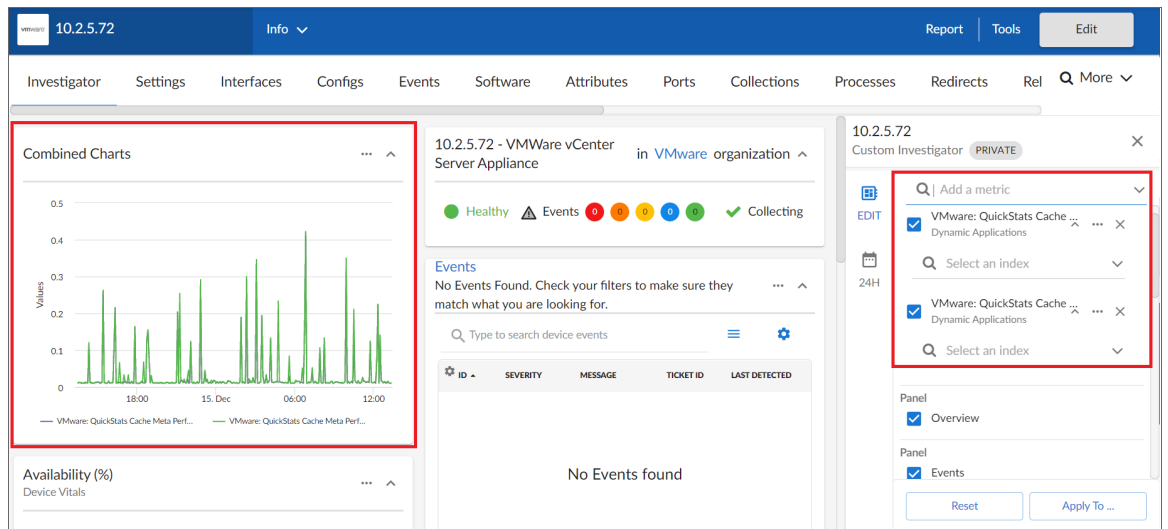 vmware 10.2.5.72 Info Report Tools Edit
Investigator Settings Interfaces Configs Events Software Attributes Ports Collections Processes Redirects Rel More
Combined Charts ...
0.5
0.4
0.3
0.2
0.1
0
Values
18:00 15. Dec 06:00 12:00
VMware: QuickStats Cache Meta Perf... VMware: QuickStats Cache Meta Perf...
Availability (%) ...
Device Vitals
10.2.5.72 - VMWare vCenter
Server Appliance
in VMware organization
Healthy Events 0 0 0 0 0 Collecting
Events
No Events Found. Check your filters to make sure they
match what you are looking for.
...
Type to search device events
ID SEVERITY MESSAGE TICKET ID LAST DETECTED
No Events found
10.2.5.72
Custom Investigator PRIVATE
EDIT
24H
Add a metric
VMware: QuickStats Cache ... ...
Dynamic Applications
Select an index
VMware: QuickStats Cache ... ...
Dynamic Applications
Select an index
Panel
Overview
Panel
Events
Reset Apply To ...